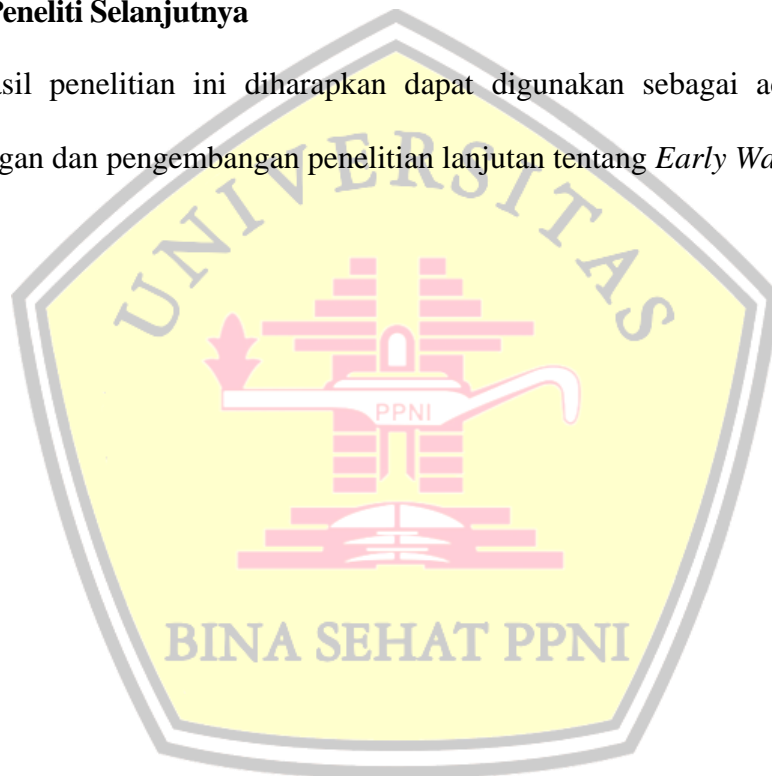 Peneliti Selanjutnya
asil penelitian ini diharapkan dapat digunakan sebagai a
gan dan pengembangan penelitian lanjutan tentang Early Wa
UNIVERSITAS
PPNI
BINA SEHAT PPNI